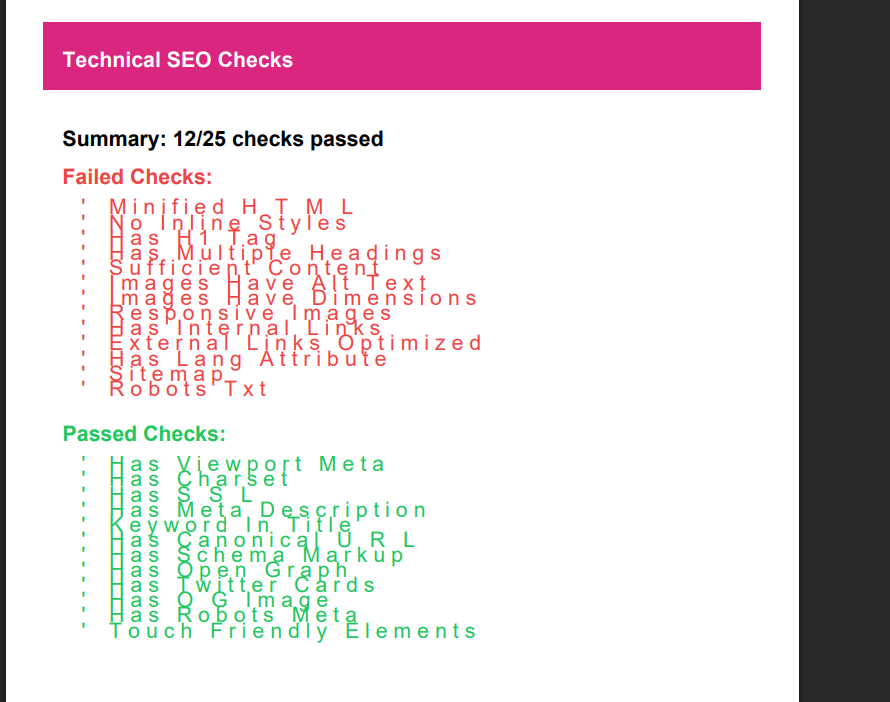 Technical SEO Checks
Summary: 12/25 checks passed
Failed Checks:
' Minified H T M L
' No Inline Styles
' Has H1 Tag
' Has Multiple Headings
' Sufficient Content
' Images Have Alt Text
' Images Have Dimensions
' Responsive Images
' Has Internal Links
' External Links Optimized
' Has Lang Attribute
' Sitemap
' Robots Txt
Passed Checks:
' Has Viewport Meta
' Has Charset
' Has S S L
' Has Meta Description
' Keyword In Title
' Has Canonical U R L
' Has Schema Markup
' Has Open Graph
' Has Twitter Cards
' Has O G Image
' Has Robots Meta
' Touch Friendly Elements